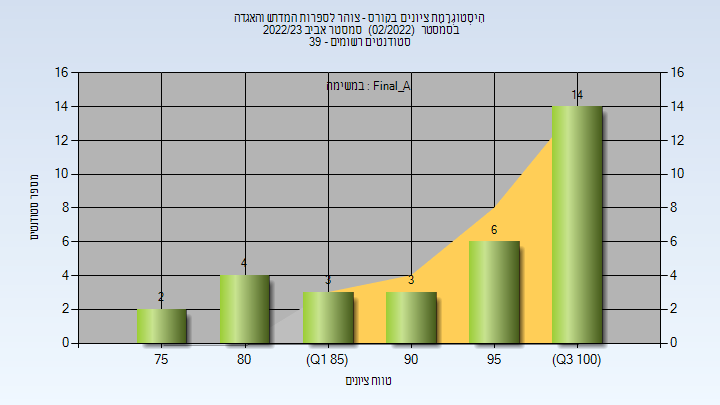 היסטוגרמת ציונים בקורס - צוהר לספרות המדרש והאגדה
בסמסטר (02/2022) סמסטר אביב 2022/23
סטודנטים רשומים - 39
במשימה : Final_A
מספר סטודנטים
16 16
14 14
12 12
10 10
8 8
6 6
4 4
2 2
0 0
2 4 3 3 6 14
75 80 (Q1 85) 90 95 (Q3 100)
טווח ציונים